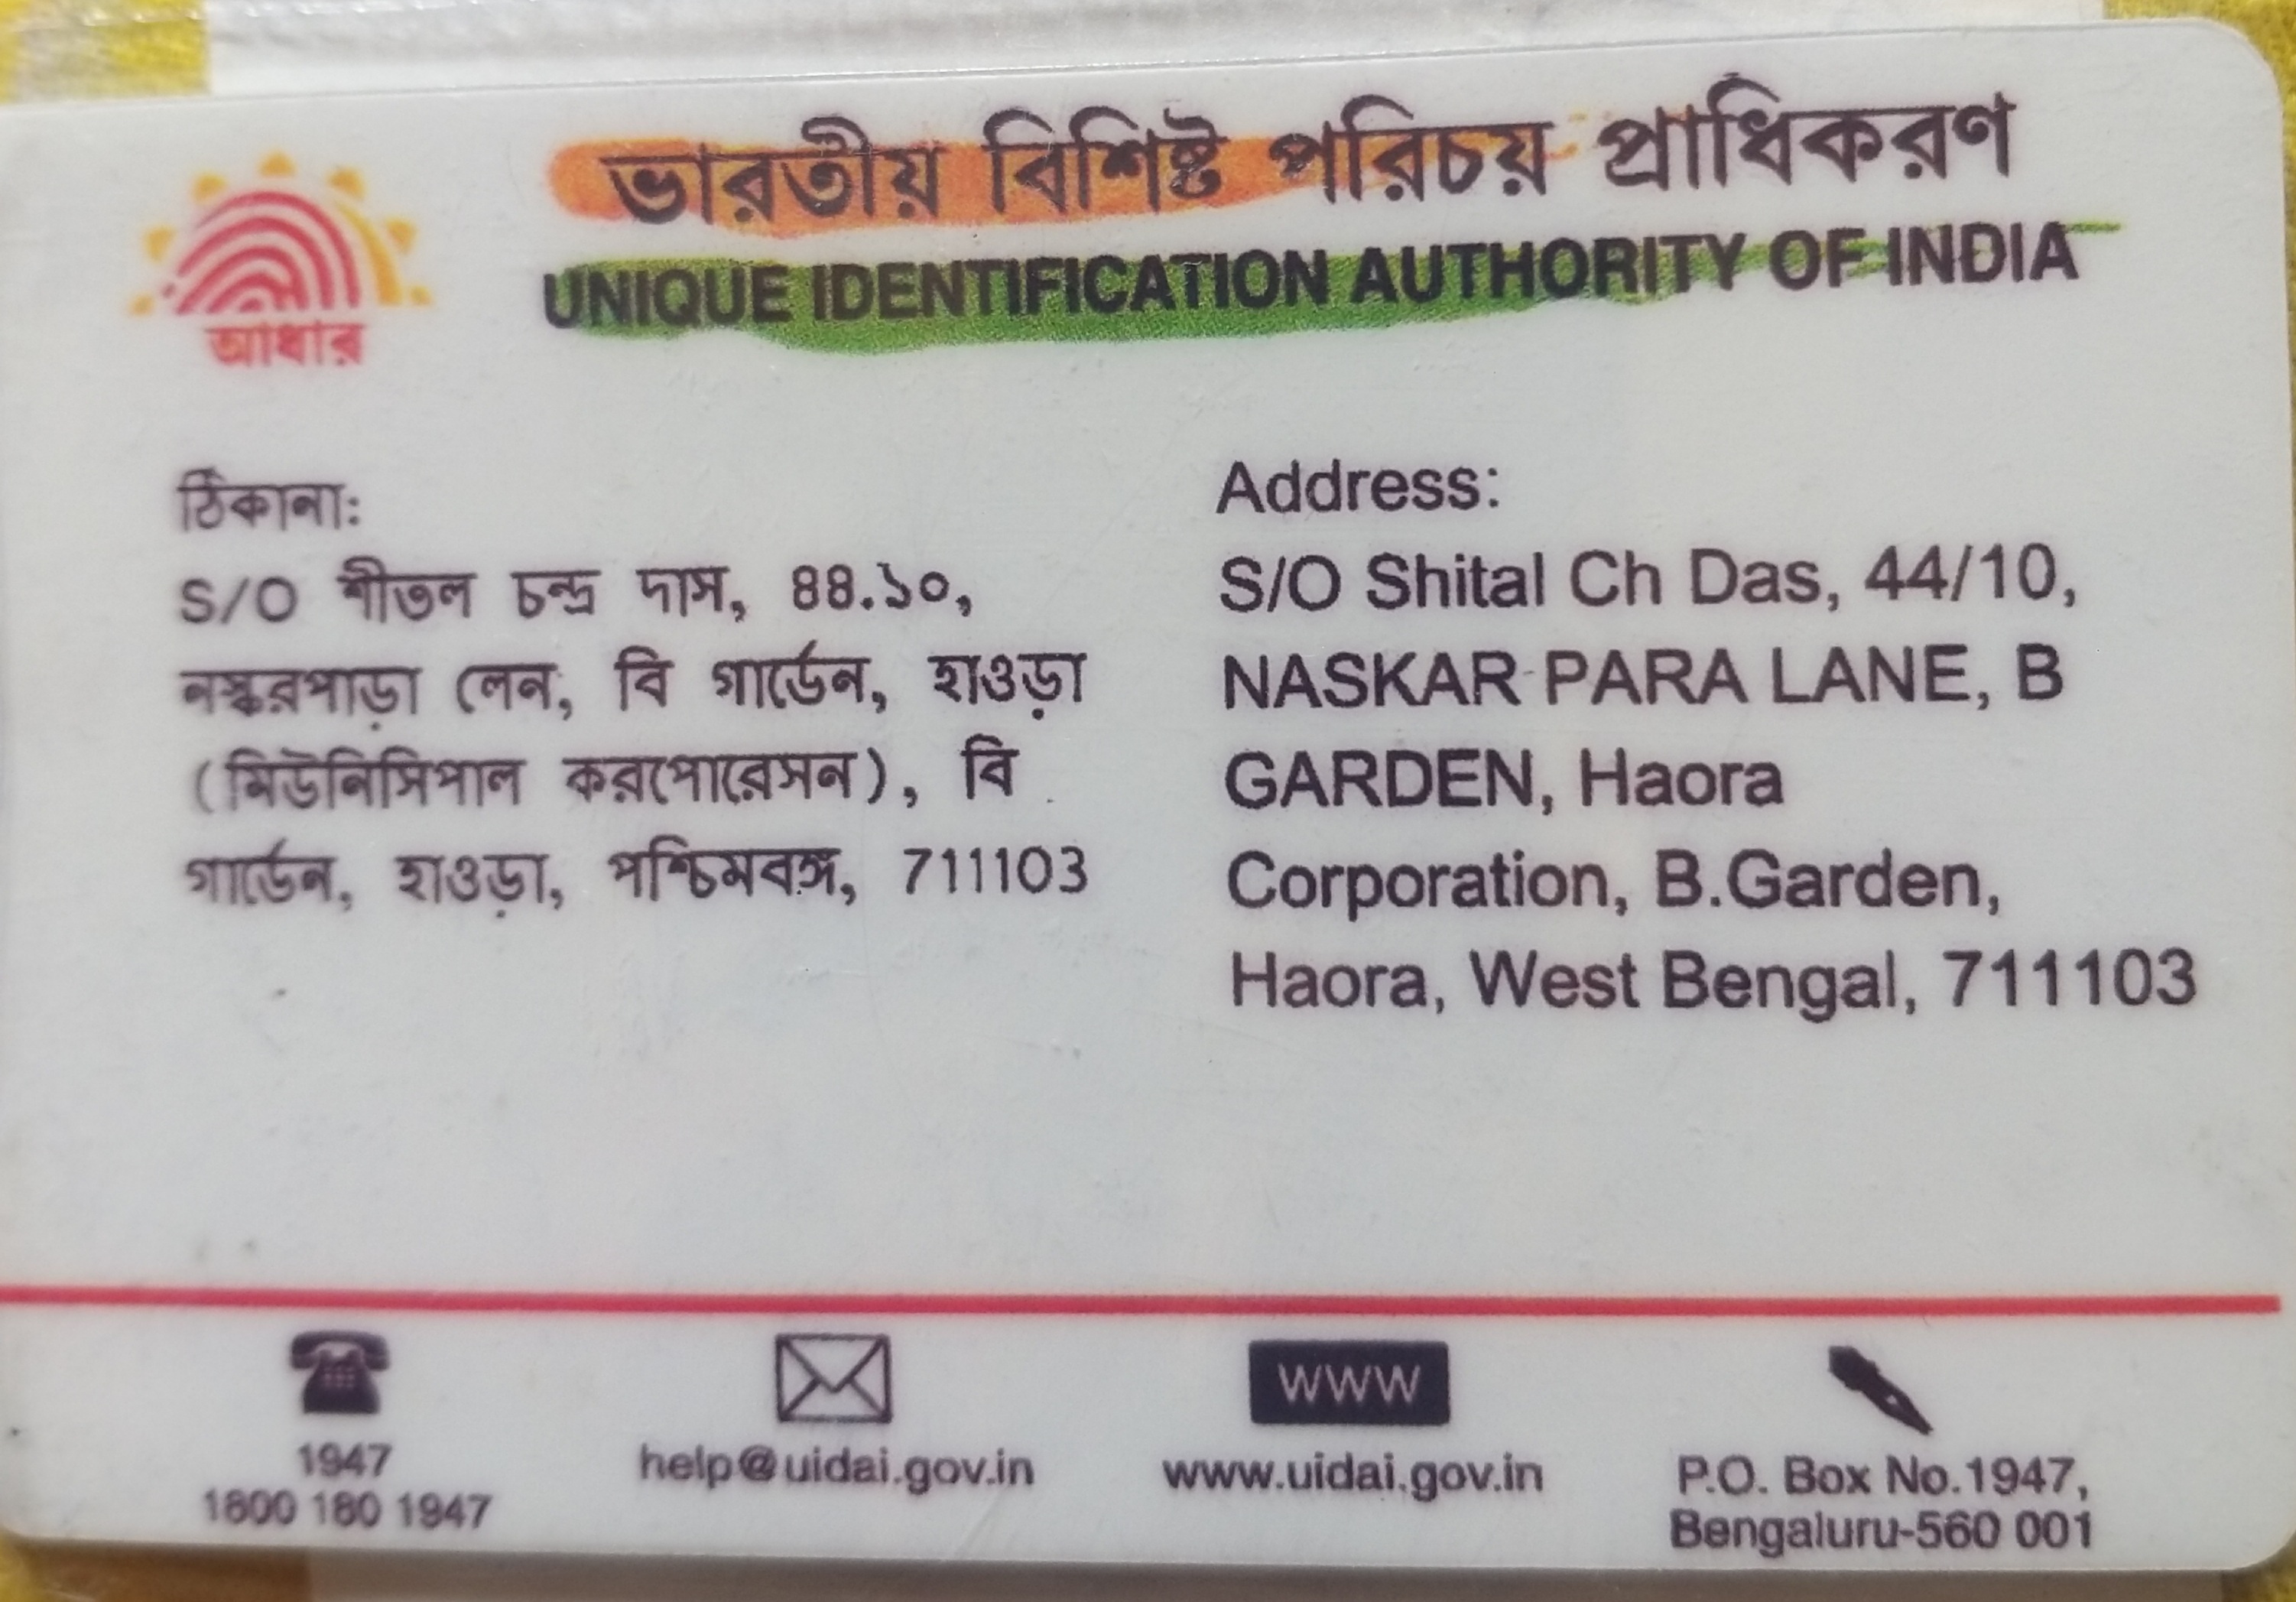 ভারতীয় বিশিষ্ট পরিচয় প্রাধিকরণ
UNIQUE IDENTIFICATION AUTHORITY OF INDIA
আধার
ঠিকানা:
S/O শীতল চন্দ্র দাস, ৪৪.১০,
নস্করপাড়া লেন, বি গার্ডেন, হাওড়া
(মিউনিসিপাল করপোরেসন), বি
গার্ডেন, হাওড়া, পশ্চিমবঙ্গ, 711103
Address:
S/O Shital Ch Das, 44/10,
NASKAR PARA LANE, B
GARDEN, Haora
Corporation, B.Garden,
Haora, West Bengal, 711103
1947
1800 180 1947
help@uidai.gov.in
WWW
www.uidai.gov.in
P.O. Box No.1947,
Bengaluru-560 001